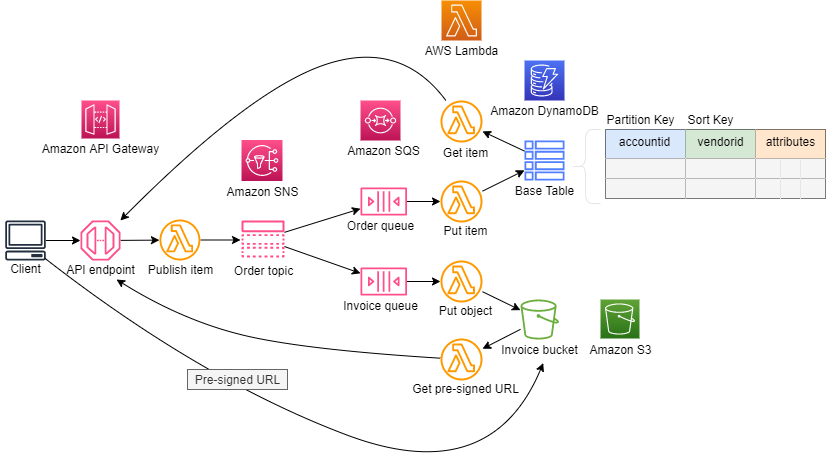 AWS Lambda
Amazon DynamoDB
Partition Key Sort Key
accountid vendorid attributes
Amazon API Gateway
Amazon SQS
Get item
Amazon SNS
Base Table
Order queue
Put item
Client
API endpoint
Publish item
Order topic
Invoice queue
Put object
Invoice bucket
Amazon S3
Get pre-signed URL
Pre-signed URL